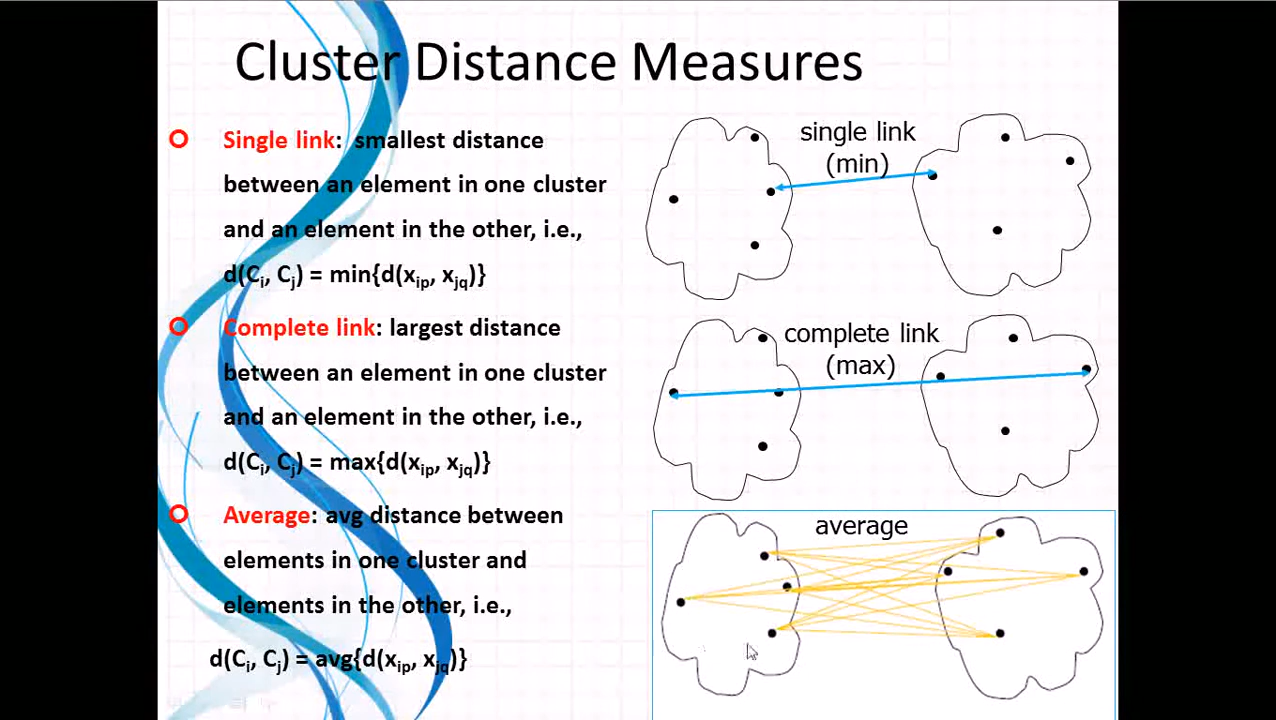 Cluster Distance Measures
Single link: smallest distance
between an element in one cluster
and an element in the other, i.e.,
d(Ci, Cj) = min{d(xip, xjq)}
Complete link: largest distance
between an element in one cluster
and an element in the other, i.e.,
d(Ci, Cj) = max{d(xip, xjq)}
Average: avg distance between
elements in one cluster and
elements in the other, i.e.,
d(Ci, Cj) = avg{d(xip, xjq)}
single link
(min)
complete link
(max)
average